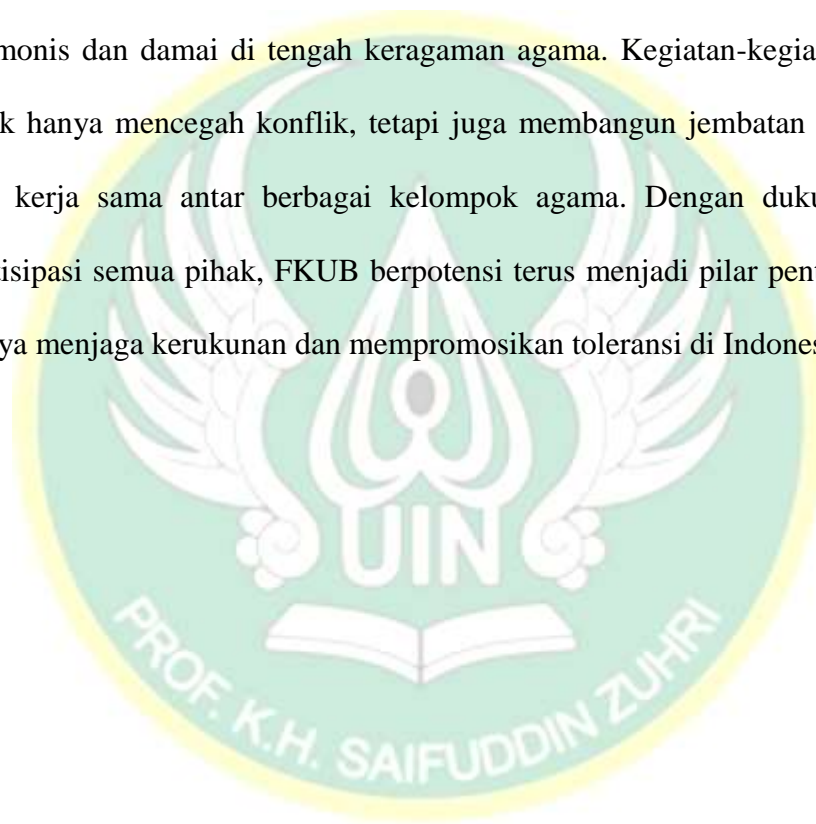 monis dan damai di tengah keragaman agama. Kegiatan-kegia
k hanya mencegah konflik, tetapi juga membangun jembatan
kerja sama antar berbagai kelompok agama. Dengan duku
isipasi semua pihak, FKUB berpotensi terus menjadi pilar pent
ya menjaga kerukunan dan mempromosikan toleransi di Indones
UIN
PROF. K.H. SAIFUDDIN ZUHRI